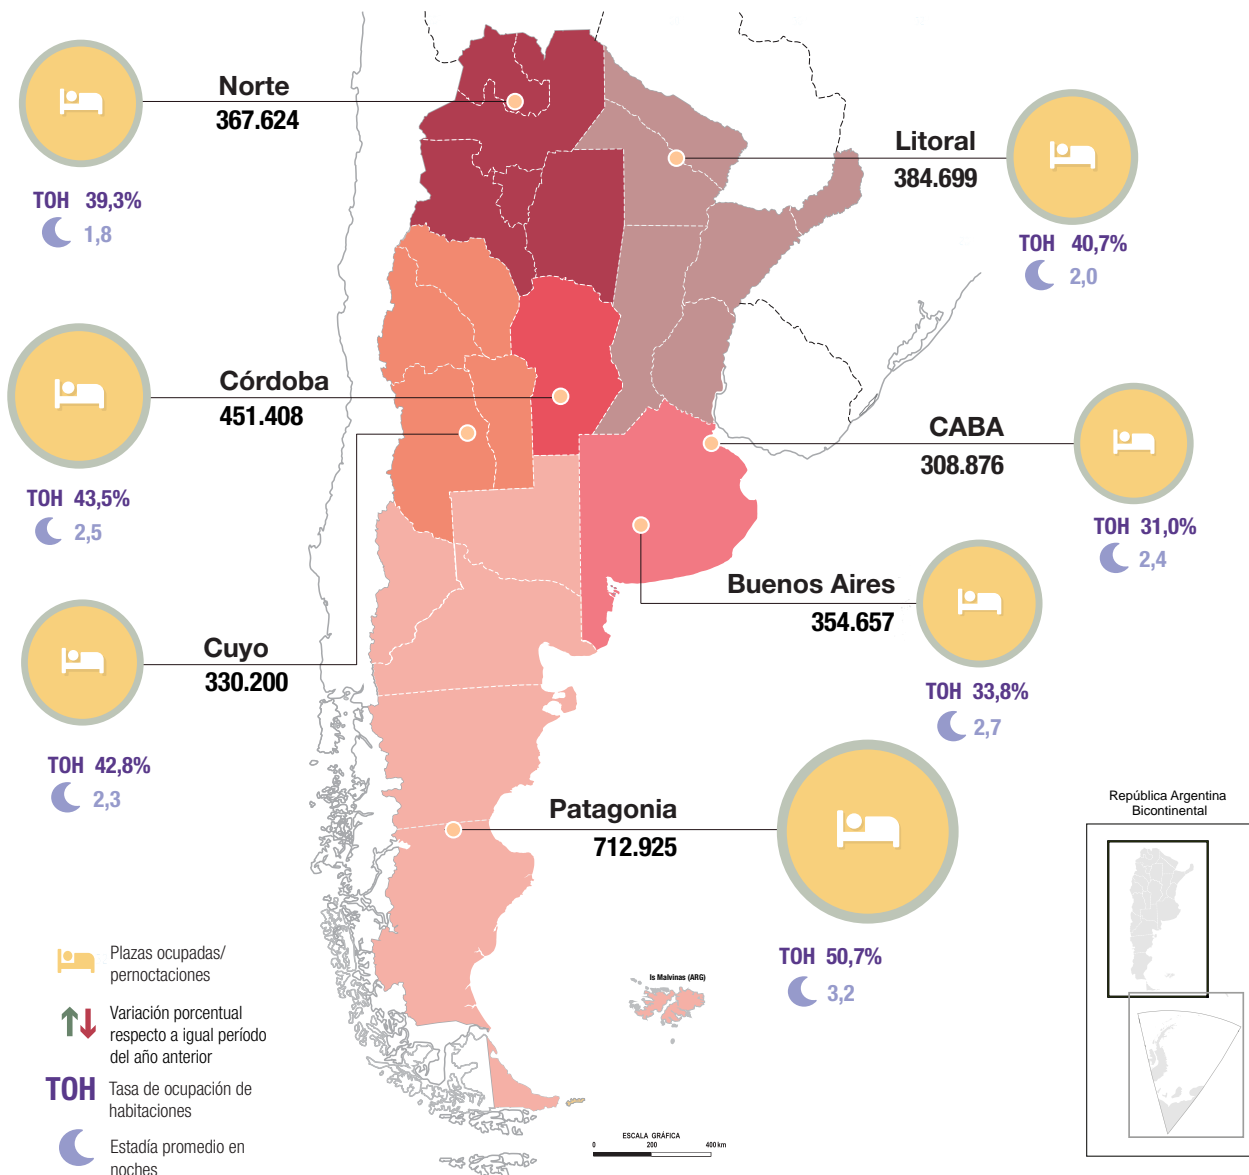 Norte
367.624
TOH 39,3%
1,8
Litoral
384.699
TOH 40,7%
2,0
Córdoba
451.408
TOH 43,5%
2,5
CABA
308.876
TOH 31,0%
2,4
Buenos Aires
354.657
TOH 33,8%
2,7
Cuyo
330.200
TOH 42,8%
2,3
Patagonia
712.925
TOH 50,7%
3,2
República Argentina
Bicontinental
Is Malvinas (ARG)
Plazas ocupadas/
pernoctaciones
Variación porcentual
respecto a igual período
del año anterior
TOH Tasa de ocupación de
habitaciones
Estadía promedio en
noches
ESCALA GRÁFICA
0 200 400 km